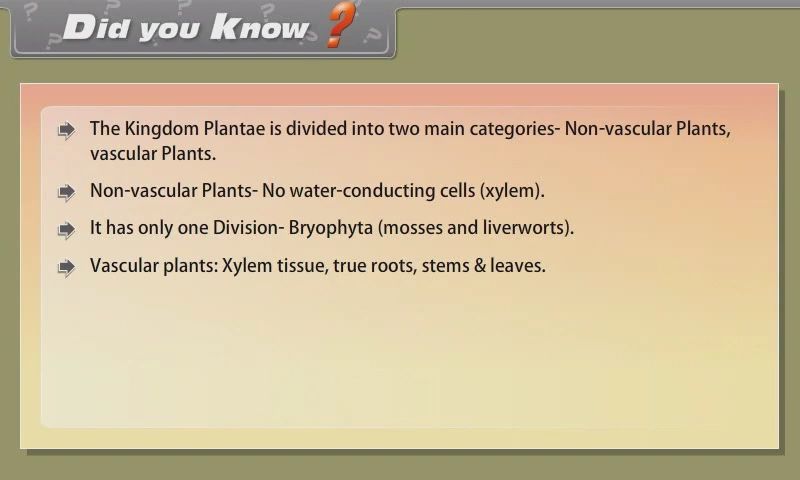 Did you Know ?
The Kingdom Plantae is divided into two main categories- Non-vascular Plants,
vascular Plants.
Non-vascular Plants- No water-conducting cells (xylem).
It has only one Division- Bryophyta (mosses and liverworts).
Vascular plants: Xylem tissue, true roots, stems & leaves.